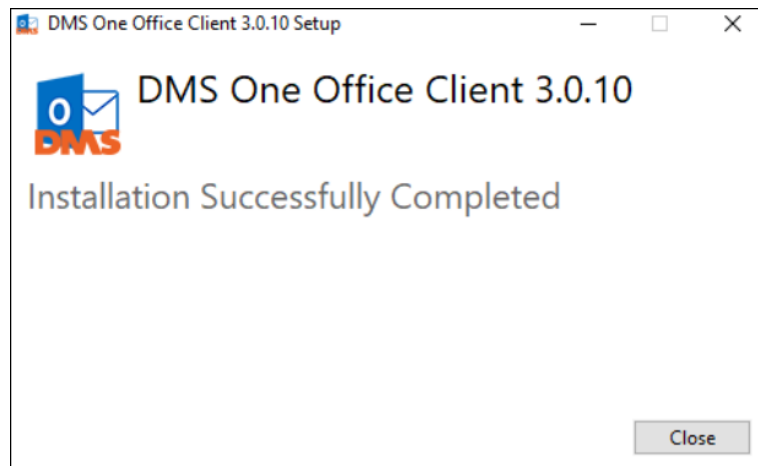 DMS One Office Client 3.0.10 Setup
DMS One Office Client 3.0.10
O
DMS
Installation Successfully Completed
Close